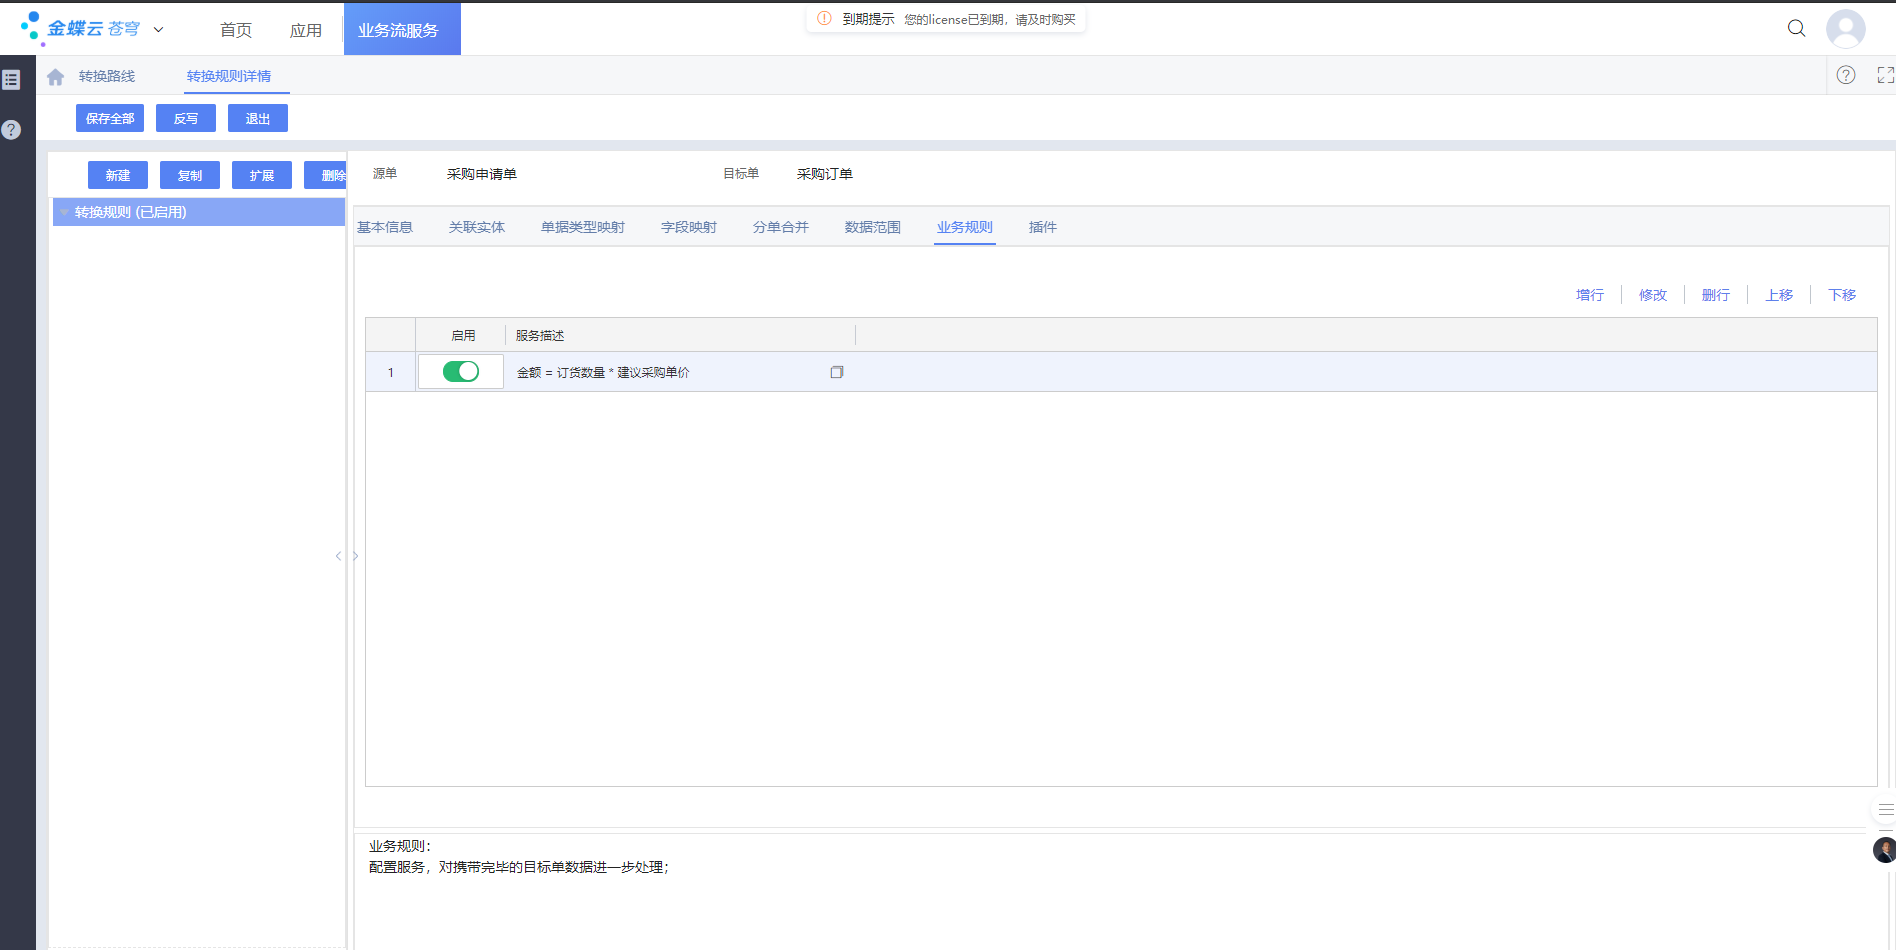 金蝶云 苍穹
首页
应用
业务流服务
到期提示 您的license已到期，请及时购买
转换路线
转换规则详情
保存全部
反写
退出
新建
复制
扩展
删除
转换规则 (已启用)
源单 采购申请单
目标单 采购订单
基本信息
关联实体
单据类型映射
字段映射
分单合并
数据范围
业务规则
插件
增行
修改
删行
上移
下移
启用 服务描述
1 金额 = 订货数量 * 建议采购单价
业务规则：
配置服务，对携带完毕的目标单数据进一步处理；